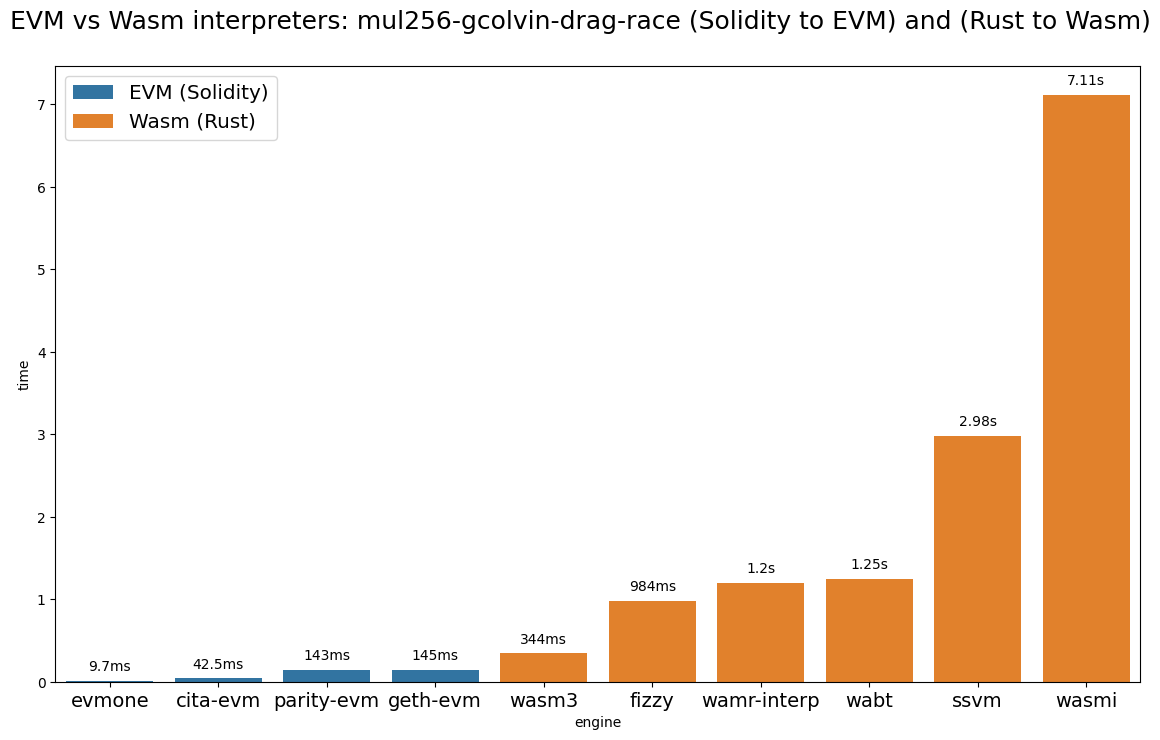 EVM vs Wasm interpreters: mul256-gcolvin-drag-race (Solidity to EVM) and (Rust to Wasm)
EVM (Solidity)
Wasm (Rust)
7.11s
7
6
5
4
time
3
2.98s
2
1.25s
1.2s
984ms
1
344ms
145ms
143ms
42.5ms
9.7ms
0
evmone cita-evm parity-evm geth-evm wasm3 fizzy wamr-interp wabt ssvm wasmi
engine